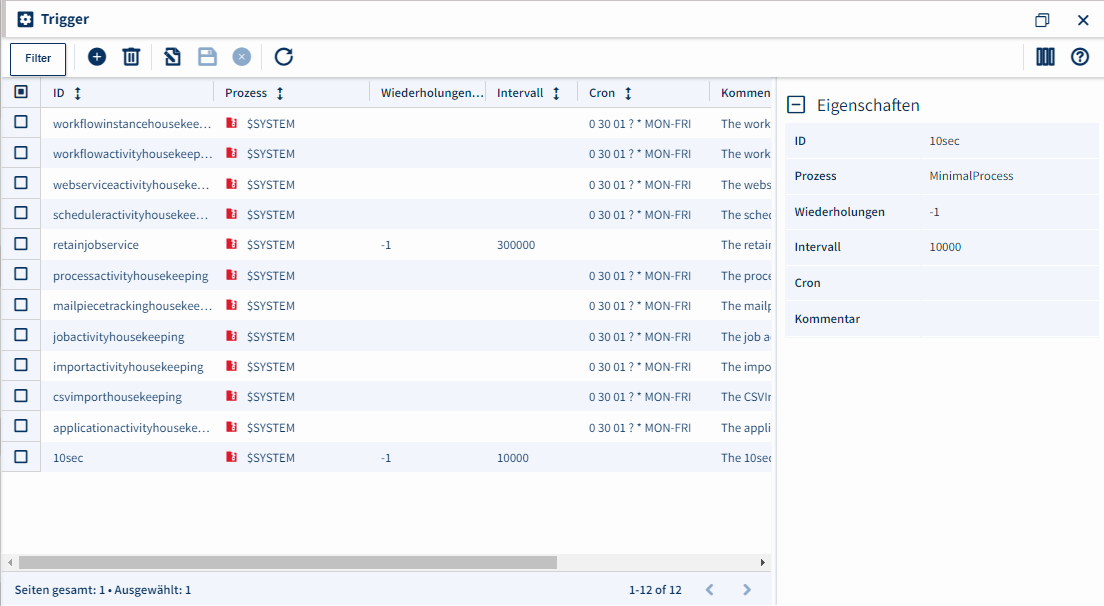 Trigger
Filter
ID Prozess Wiederholungen... Intervall Cron Kommen
workflowinstancehousekee... $SYSTEM 0 30 01 ? * MON-FRI The work
workflowactivityhousekeep... $SYSTEM 0 30 01 ? * MON-FRI The work
webserviceactivityhouseke... $SYSTEM 0 30 01 ? * MON-FRI The webs
scheduleractivityhousekee... $SYSTEM 0 30 01 ? * MON-FRI The sched
retainjobservice $SYSTEM -1 300000 The retain
processactivityhousekeeping $SYSTEM 0 30 01 ? * MON-FRI The proce
mailpiecetrackinghousekee... $SYSTEM 0 30 01 ? * MON-FRI The mailp
jobactivityhousekeeping $SYSTEM 0 30 01 ? * MON-FRI The job a
importactivityhousekeeping $SYSTEM 0 30 01 ? * MON-FRI The impo
csvimporthousekeeping $SYSTEM 0 30 01 ? * MON-FRI The CSVIm
applicationactivityhouseke... $SYSTEM 0 30 01 ? * MON-FRI The appli
10sec $SYSTEM -1 10000 The 10sec
Seiten gesamt: 1 • Ausgewählt: 1 1-12 of 12
Eigenschaften
ID 10sec
Prozess MinimalProcess
Wiederholungen -1
Intervall 10000
Cron
Kommentar